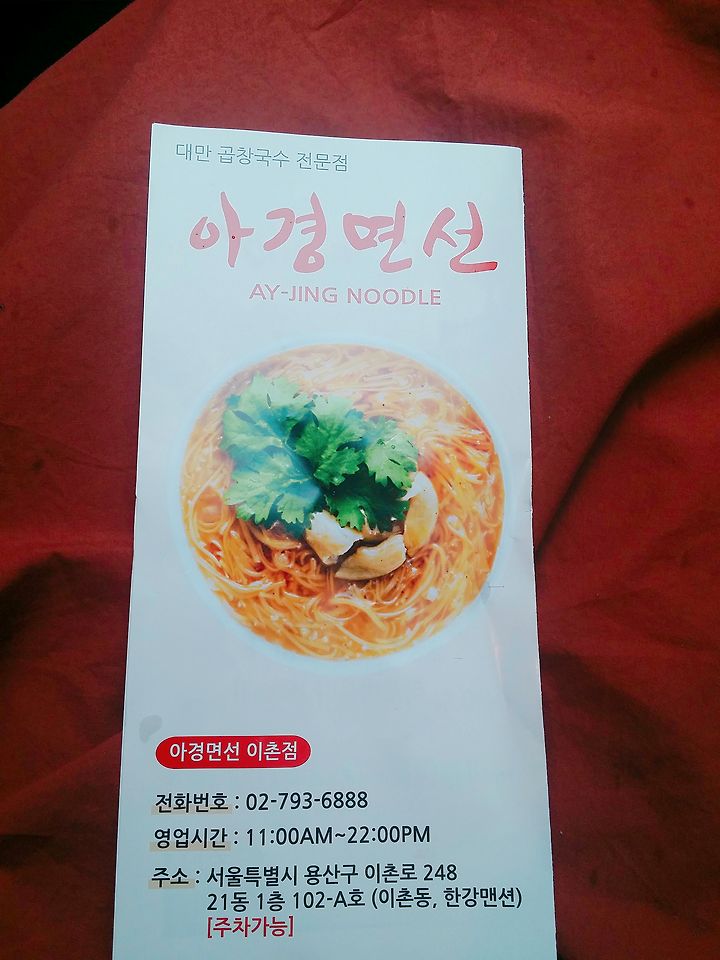 대만 곱창국수 전문점
아경면선
AY-JING NOODLE
아경면선 이촌점
전화번호 : 02-793-6888
영업시간 : 11:00AM~22:00PM
주소 : 서울특별시 용산구 이촌로 248
21동 1층 102-A호 (이촌동, 한강맨션)
[주차가능]